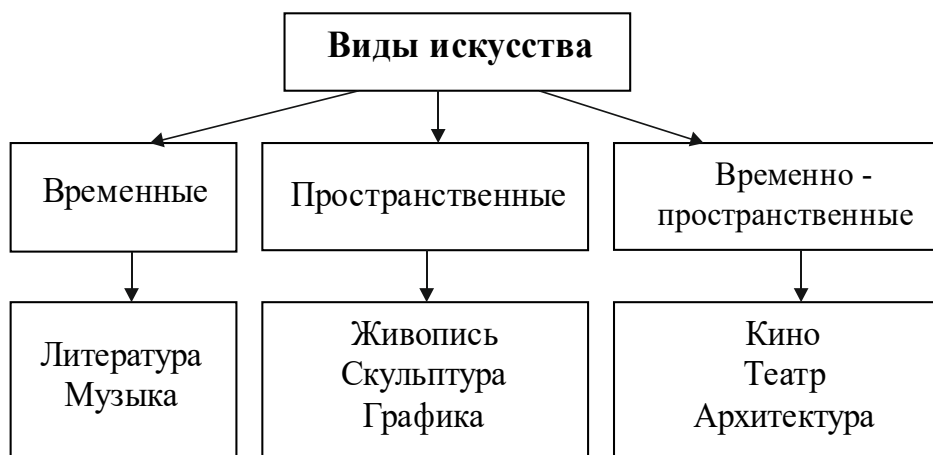 Виды искусства
Временные
Пространственные
Временно -
пространственные
Литература
Музыка
Живопись
Скульптура
Графика
Кино
Театр
Архитектура